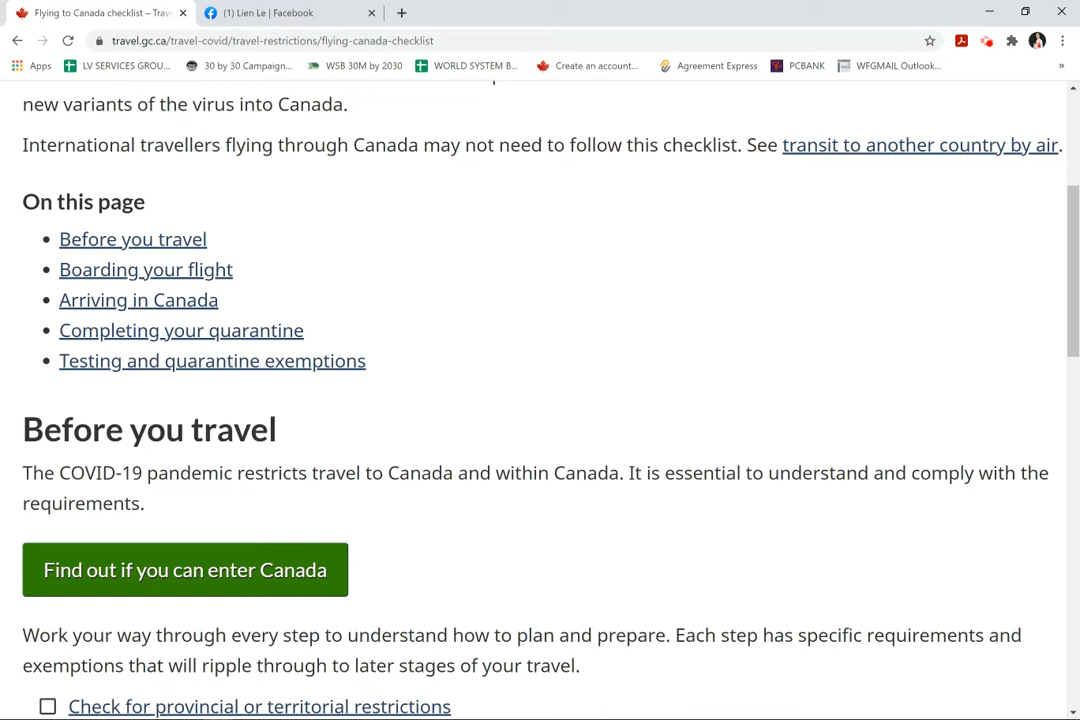 Flying to Canada checklist – Trav
(1) Lien Le | Facebook
travel.gc.ca/travel-covid/travel-restrictions/flying-canada-checklist
Apps
LV SERVICES GROU...
30 by 30 Campaign...
WSB 30M by 2030
WORLD SYSTEM B...
Create an account...
Agreement Express
PCBANK
WFGMAIL Outlook...
»
new variants of the virus into Canada.
International travellers flying through Canada may not need to follow this checklist. See transit to another country by air.
On this page
• Before you travel
• Boarding your flight
• Arriving in Canada
• Completing your quarantine
• Testing and quarantine exemptions
Before you travel
The COVID-19 pandemic restricts travel to Canada and within Canada. It is essential to understand and comply with the
requirements.
Find out if you can enter Canada
Work your way through every step to understand how to plan and prepare. Each step has specific requirements and
exemptions that will ripple through to later stages of your travel.
Check for provincial or territorial restrictions